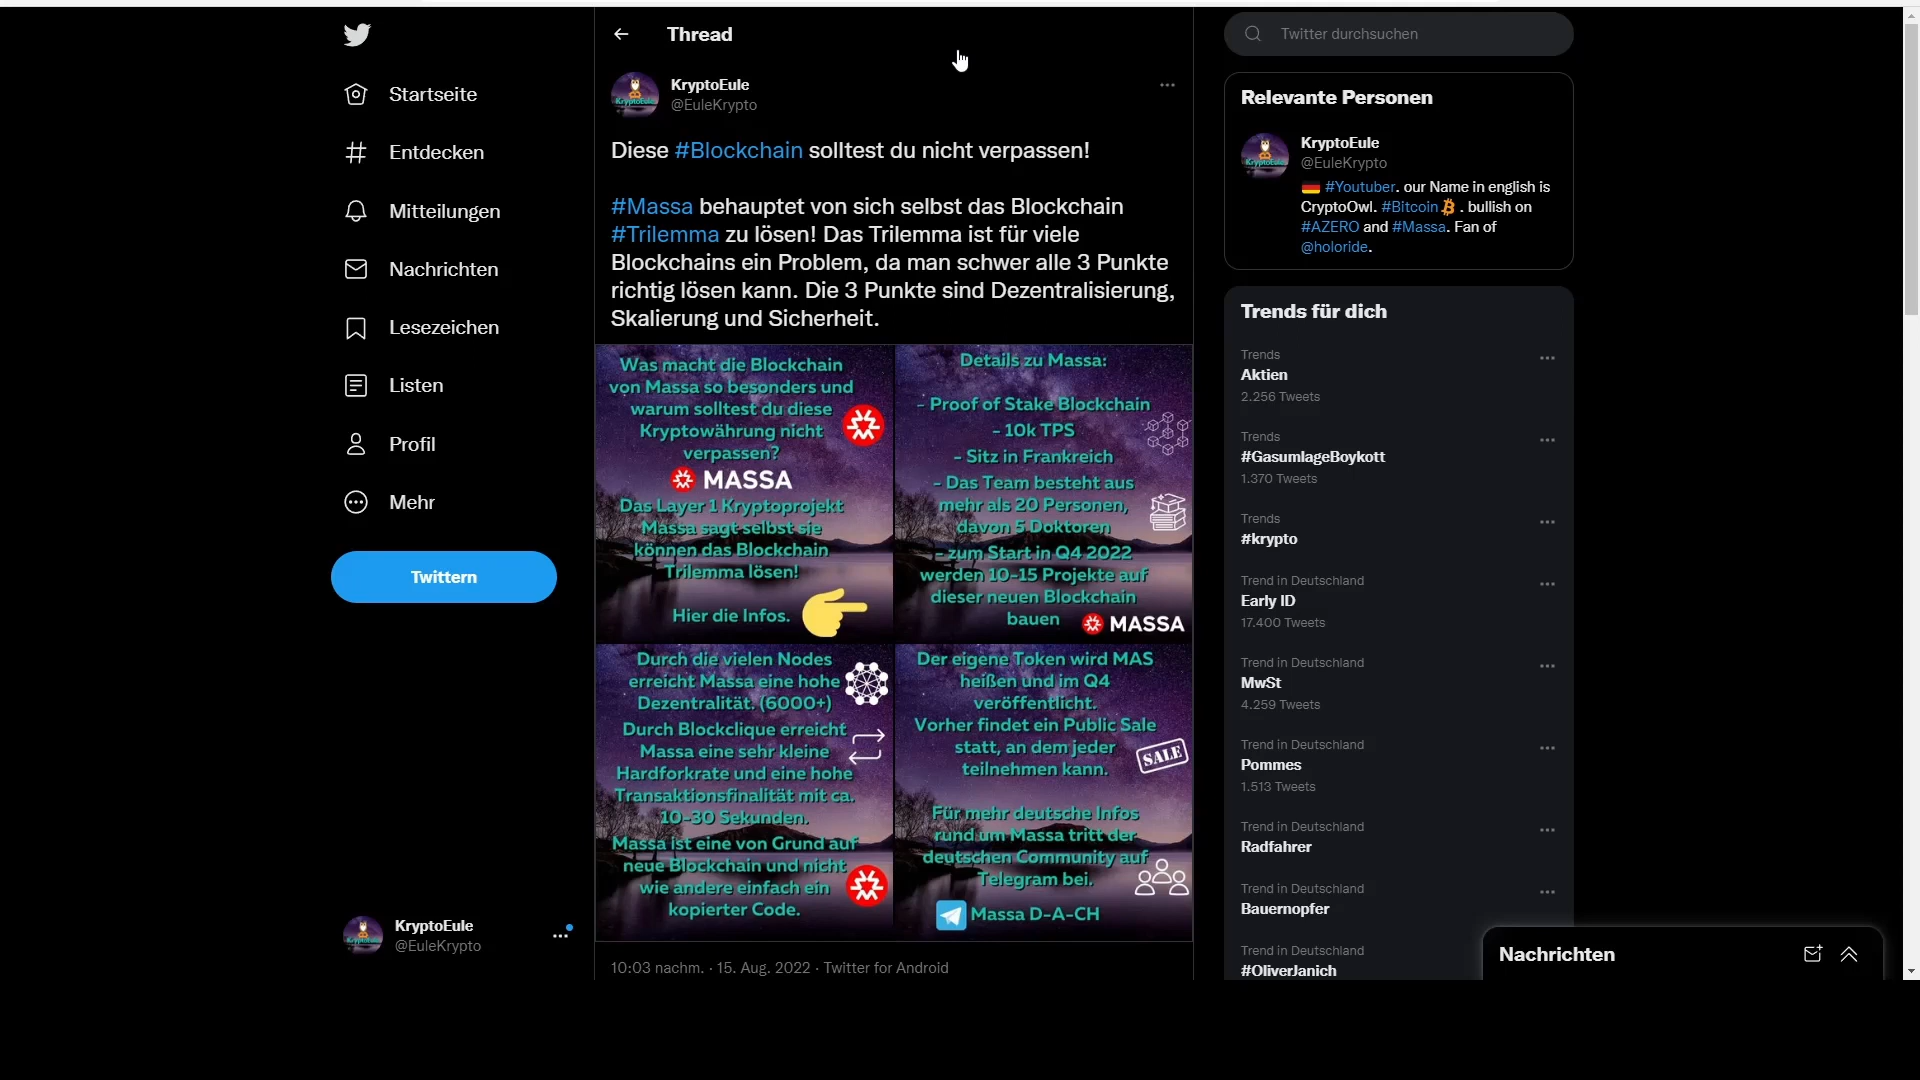 Startseite
Entdecken
Mitteilungen
Nachrichten
Lesezeichen
Listen
Profil
Mehr
Twittern
KryptoEule
@EuleKrypto
Thread
KryptoEule
@EuleKrypto
Diese #Blockchain solltest du nicht verpassen!
#Massa behauptet von sich selbst das Blockchain
#Trilemma zu lösen! Das Trilemma ist für viele
Blockchains ein Problem, da man schwer alle 3 Punkte
richtig lösen kann. Die 3 Punkte sind Dezentralisierung,
Skalierung und Sicherheit.
Was macht die Blockchain
von Massa so besonders und
warum solltest du diese
Kryptowährung nicht
verpassen?
MASSA
Das Layer 1 Kryptoprojekt
Massa sagt selbst sie
können das Blockchain
Trilemma lösen!
Hier die Infos.
Details zu Massa:
- Proof of Stake Blockchain
- 10k TPS
- Sitz in Frankreich
- Das Team besteht aus
mehr als 20 Personen,
davon 5 Doktoren
- zum Start in Q4 2022
werden 10-15 Projekte auf
dieser neuen Blockchain
bauen
MASSA
Durch die vielen Nodes
erreicht Massa eine hohe
Dezentralität. (6000+)
Durch Blockclique erreicht
Massa eine sehr kleine
Hardforkrate und eine hohe
Transaktionsfinalität mit ca.
10-30 Sekunden.
Massa ist eine von Grund auf
neue Blockchain und nicht
wie andere einfach ein
kopierter Code.
Der eigene Token wird MAS
heißen und im Q4
veröffentlicht.
Vorher findet ein Public Sale
statt, an dem jeder
teilnehmen kann.
SALE
Für mehr deutsche Infos
rund um Massa tritt der
deutschen Community auf
Telegram bei.
Massa D-A-CH
10:03 nachm. · 15. Aug. 2022 · Twitter for Android
Twitter durchsuchen
Relevante Personen
KryptoEule
@EuleKrypto
#Youtuber. our Name in english is
CryptoOwl. #Bitcoin . bullish on
#AZERO and #Massa. Fan of
@holoride.
Trends für dich
Trends
Aktien
2.256 Tweets
Trends
#GasumlageBoykott
1.370 Tweets
Trends
#krypto
Trend in Deutschland
Early ID
17.400 Tweets
Trend in Deutschland
MwSt
4.259 Tweets
Trend in Deutschland
Pommes
1.513 Tweets
Trend in Deutschland
Radfahrer
Trend in Deutschland
Bauernopfer
Trend in Deutschland
#OliverJanich
Nachrichten